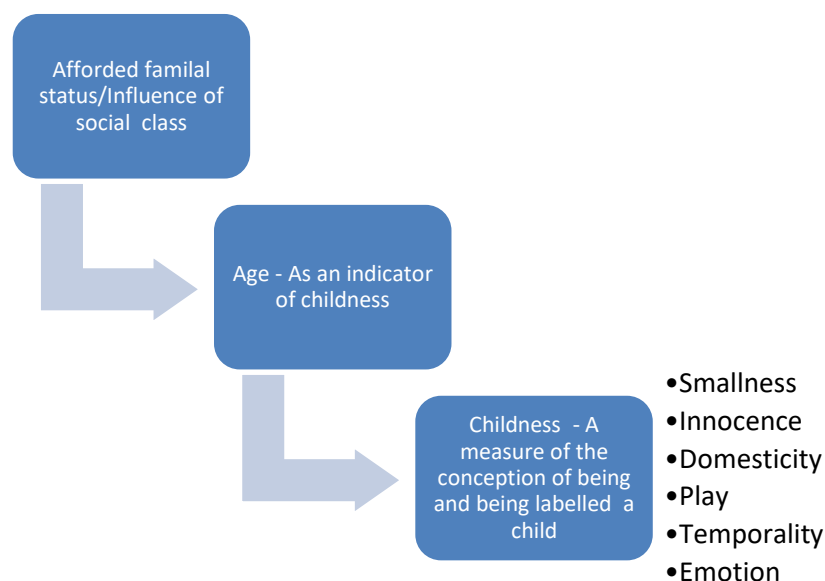 Afforded familal
status/Influence of
social class
Age - As an indicator
of childness
Childness - A
measure of the
conception of being
and being labelled a
child
•Smallness
•Innocence
•Domesticity
•Play
•Temporality
•Emotion